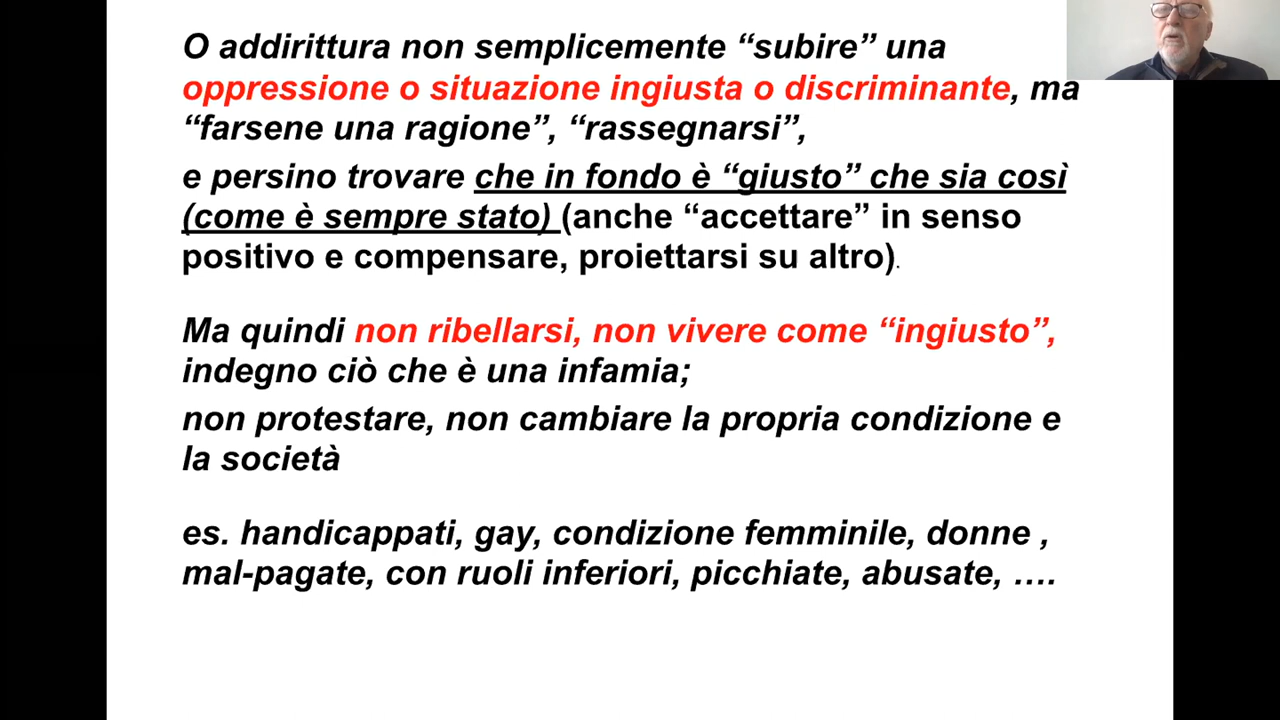 O addirittura non semplicemente “subire” una
oppressione o situazione ingiusta o discriminante, ma
“farsene una ragione”, “rassegnarsi”,
e persino trovare che in fondo è “giusto” che sia così
(come è sempre stato) (anche “accettare” in senso
positivo e compensare, proiettarsi su altro).
Ma quindi non ribellarsi, non vivere come “ingiusto”,
indegno ciò che è una infamia;
non protestare, non cambiare la propria condizione e
la società
es. handicappati, gay, condizione femminile, donne ,
mal-pagate, con ruoli inferiori, picchiate, abusate, ….